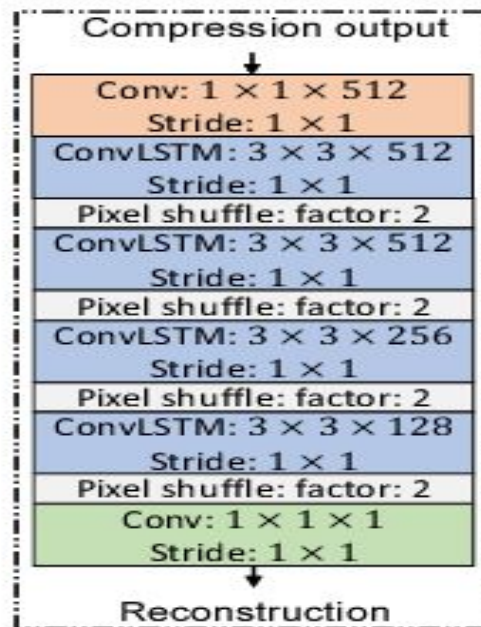 Compression output
Conv: 1 × 1 × 512
Stride: 1 × 1
ConvLSTM: 3 × 3 × 512
Stride: 1 × 1
Pixel shuffle: factor: 2
ConvLSTM: 3 × 3 × 512
Stride: 1 × 1
Pixel shuffle: factor: 2
ConvLSTM: 3 × 3 × 256
Stride: 1 × 1
Pixel shuffle: factor: 2
ConvLSTM: 3 × 3 × 128
Stride: 1 × 1
Pixel shuffle: factor: 2
Conv: 1 × 1 × 1
Stride: 1 × 1
Reconstruction